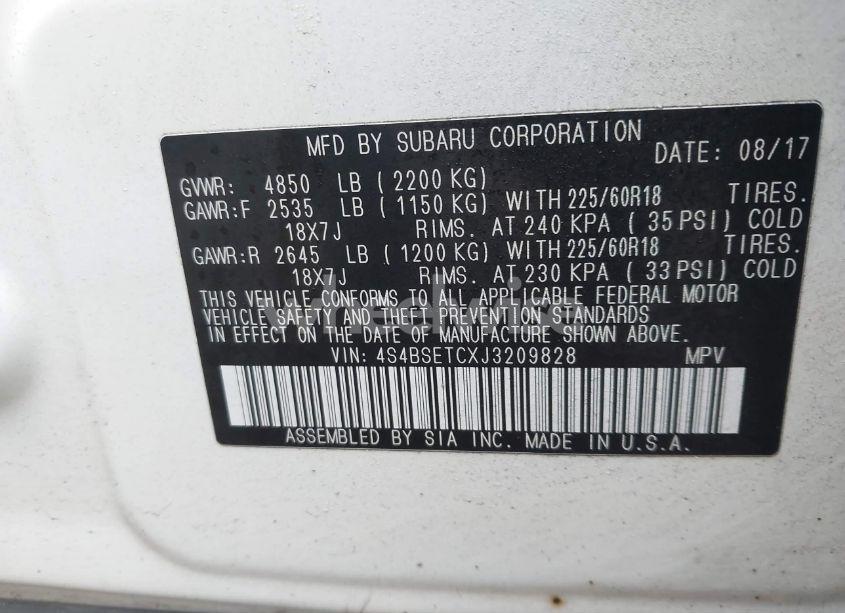 MFD BY SUBARU CORPORATION DATE: 08/17
GVWR: 4850 LB (2200 KG)
GAWR:F 2535 LB (1150 KG) WITH 225/60R18 TIRES.
18X7J RIMS. AT 240 KPA (35 PSI) COLD
GAWR:R 2645 LB (1200 KG) WITH 225/60R18 TIRES.
18X7J RIMS. AT 230 KPA (33 PSI) COLD
THIS VEHICLE CONFORMS TO ALL APPLICABLE FEDERAL MOTOR
VEHICLE SAFETY AND THEFT PREVENTION STANDARDS
IN EFFECT ON THE DATE OF MANUFACTURE SHOWN ABOVE.
VIN: 4S4BSETCXJ3209828 MPV
ASSEMBLED BY SIA INC. MADE IN U.S.A.